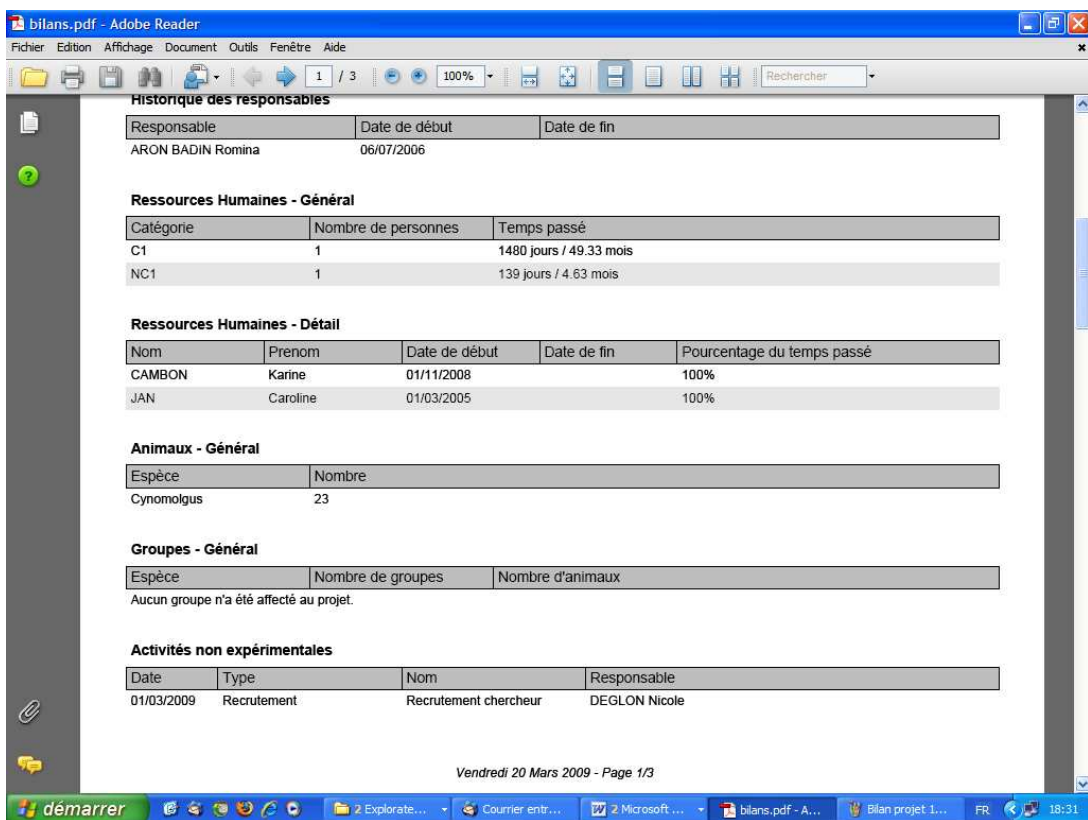 bilans.pdf - Adobe Reader
Fichier Edition Affichage Document Outils Fenêtre Aide
1 / 3 100% Rechercher
Historique des responsables
Responsable Date de début Date de fin
ARON BADIN Romina 06/07/2006
Ressources Humaines - Général
Catégorie Nombre de personnes Temps passé
C1 1 1480 jours / 49.33 mois
NC1 1 139 jours / 4.63 mois
Ressources Humaines - Détail
Nom Prenom Date de début Date de fin Pourcentage du temps passé
CAMBON Karine 01/11/2008 100%
JAN Caroline 01/03/2005 100%
Animaux - Général
Espèce Nombre
Cynomolgus 23
Groupes - Général
Espèce Nombre de groupes Nombre d'animaux
Aucun groupe n'a été affecté au projet.
Activités non expérimentales
Date Type Nom Responsable
01/03/2009 Recrutement Recrutement chercheur DEGLON Nicole
Vendredi 20 Mars 2009 - Page 1/3
démarrer 2 Explorate... Courrier entr... 2 Microsoft ... bilans.pdf - A... Bilan projet 1... FR 18:31